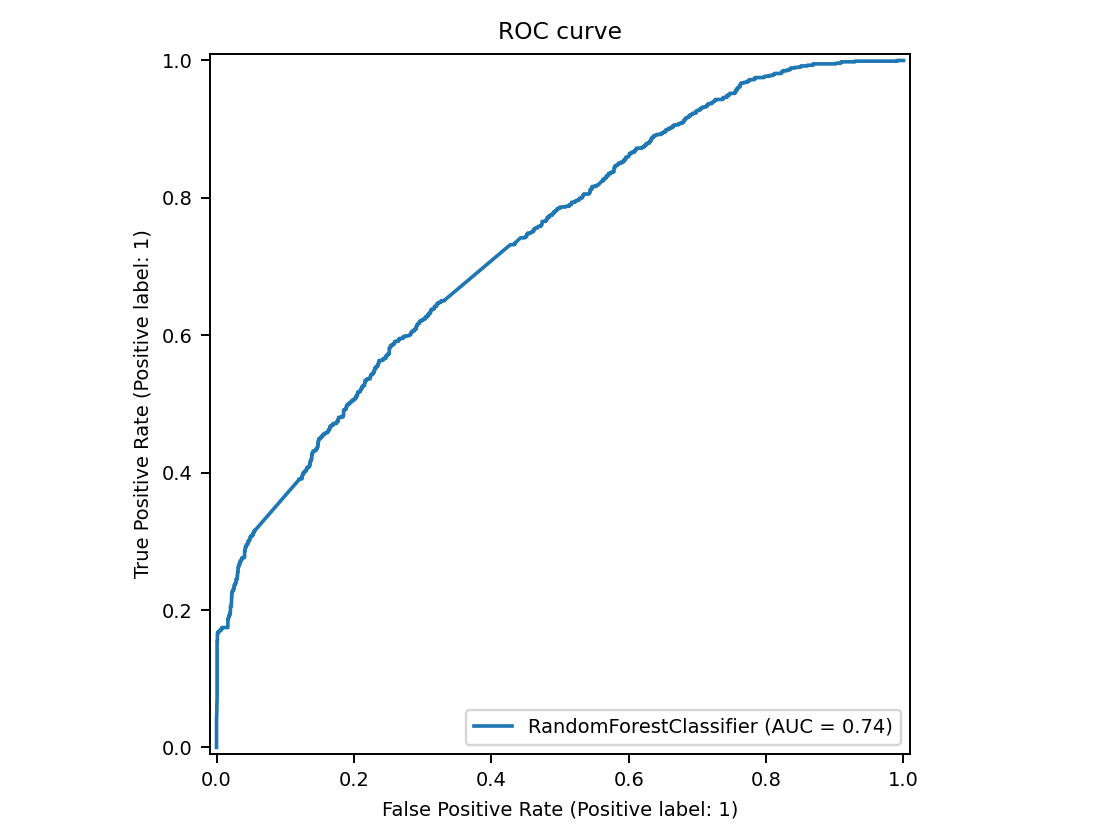 ROC curve
True Positive Rate (Positive label: 1)
1.0
0.8
0.6
0.4
0.2
0.0
RandomForestClassifier (AUC = 0.74)
0.0 0.2 0.4 0.6 0.8 1.0
False Positive Rate (Positive label: 1)